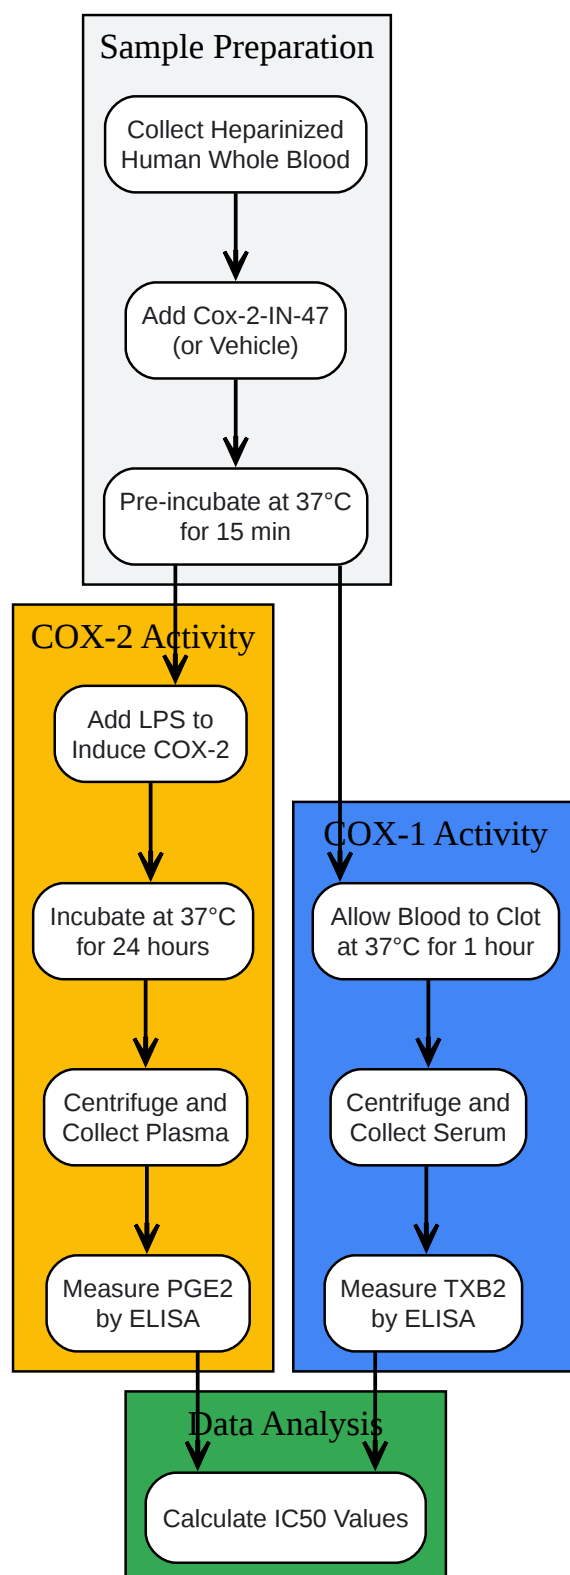 Sample Preparation
Collect Heparinized
Human Whole Blood
Add Cox-2-IN-47
(or Vehicle)
Pre-incubate at 37°C
for 15 min
COX-2 Activity
Add LPS to
Induce COX-2
Incubate at 37°C
for 24 hours
Centrifuge and
Collect Plasma
Measure PGE2
by ELISA
COX-1 Activity
Allow Blood to Clot
at 37°C for 1 hour
Centrifuge and
Collect Serum
Measure TXB2
by ELISA
Data Analysis
Calculate IC50 Values